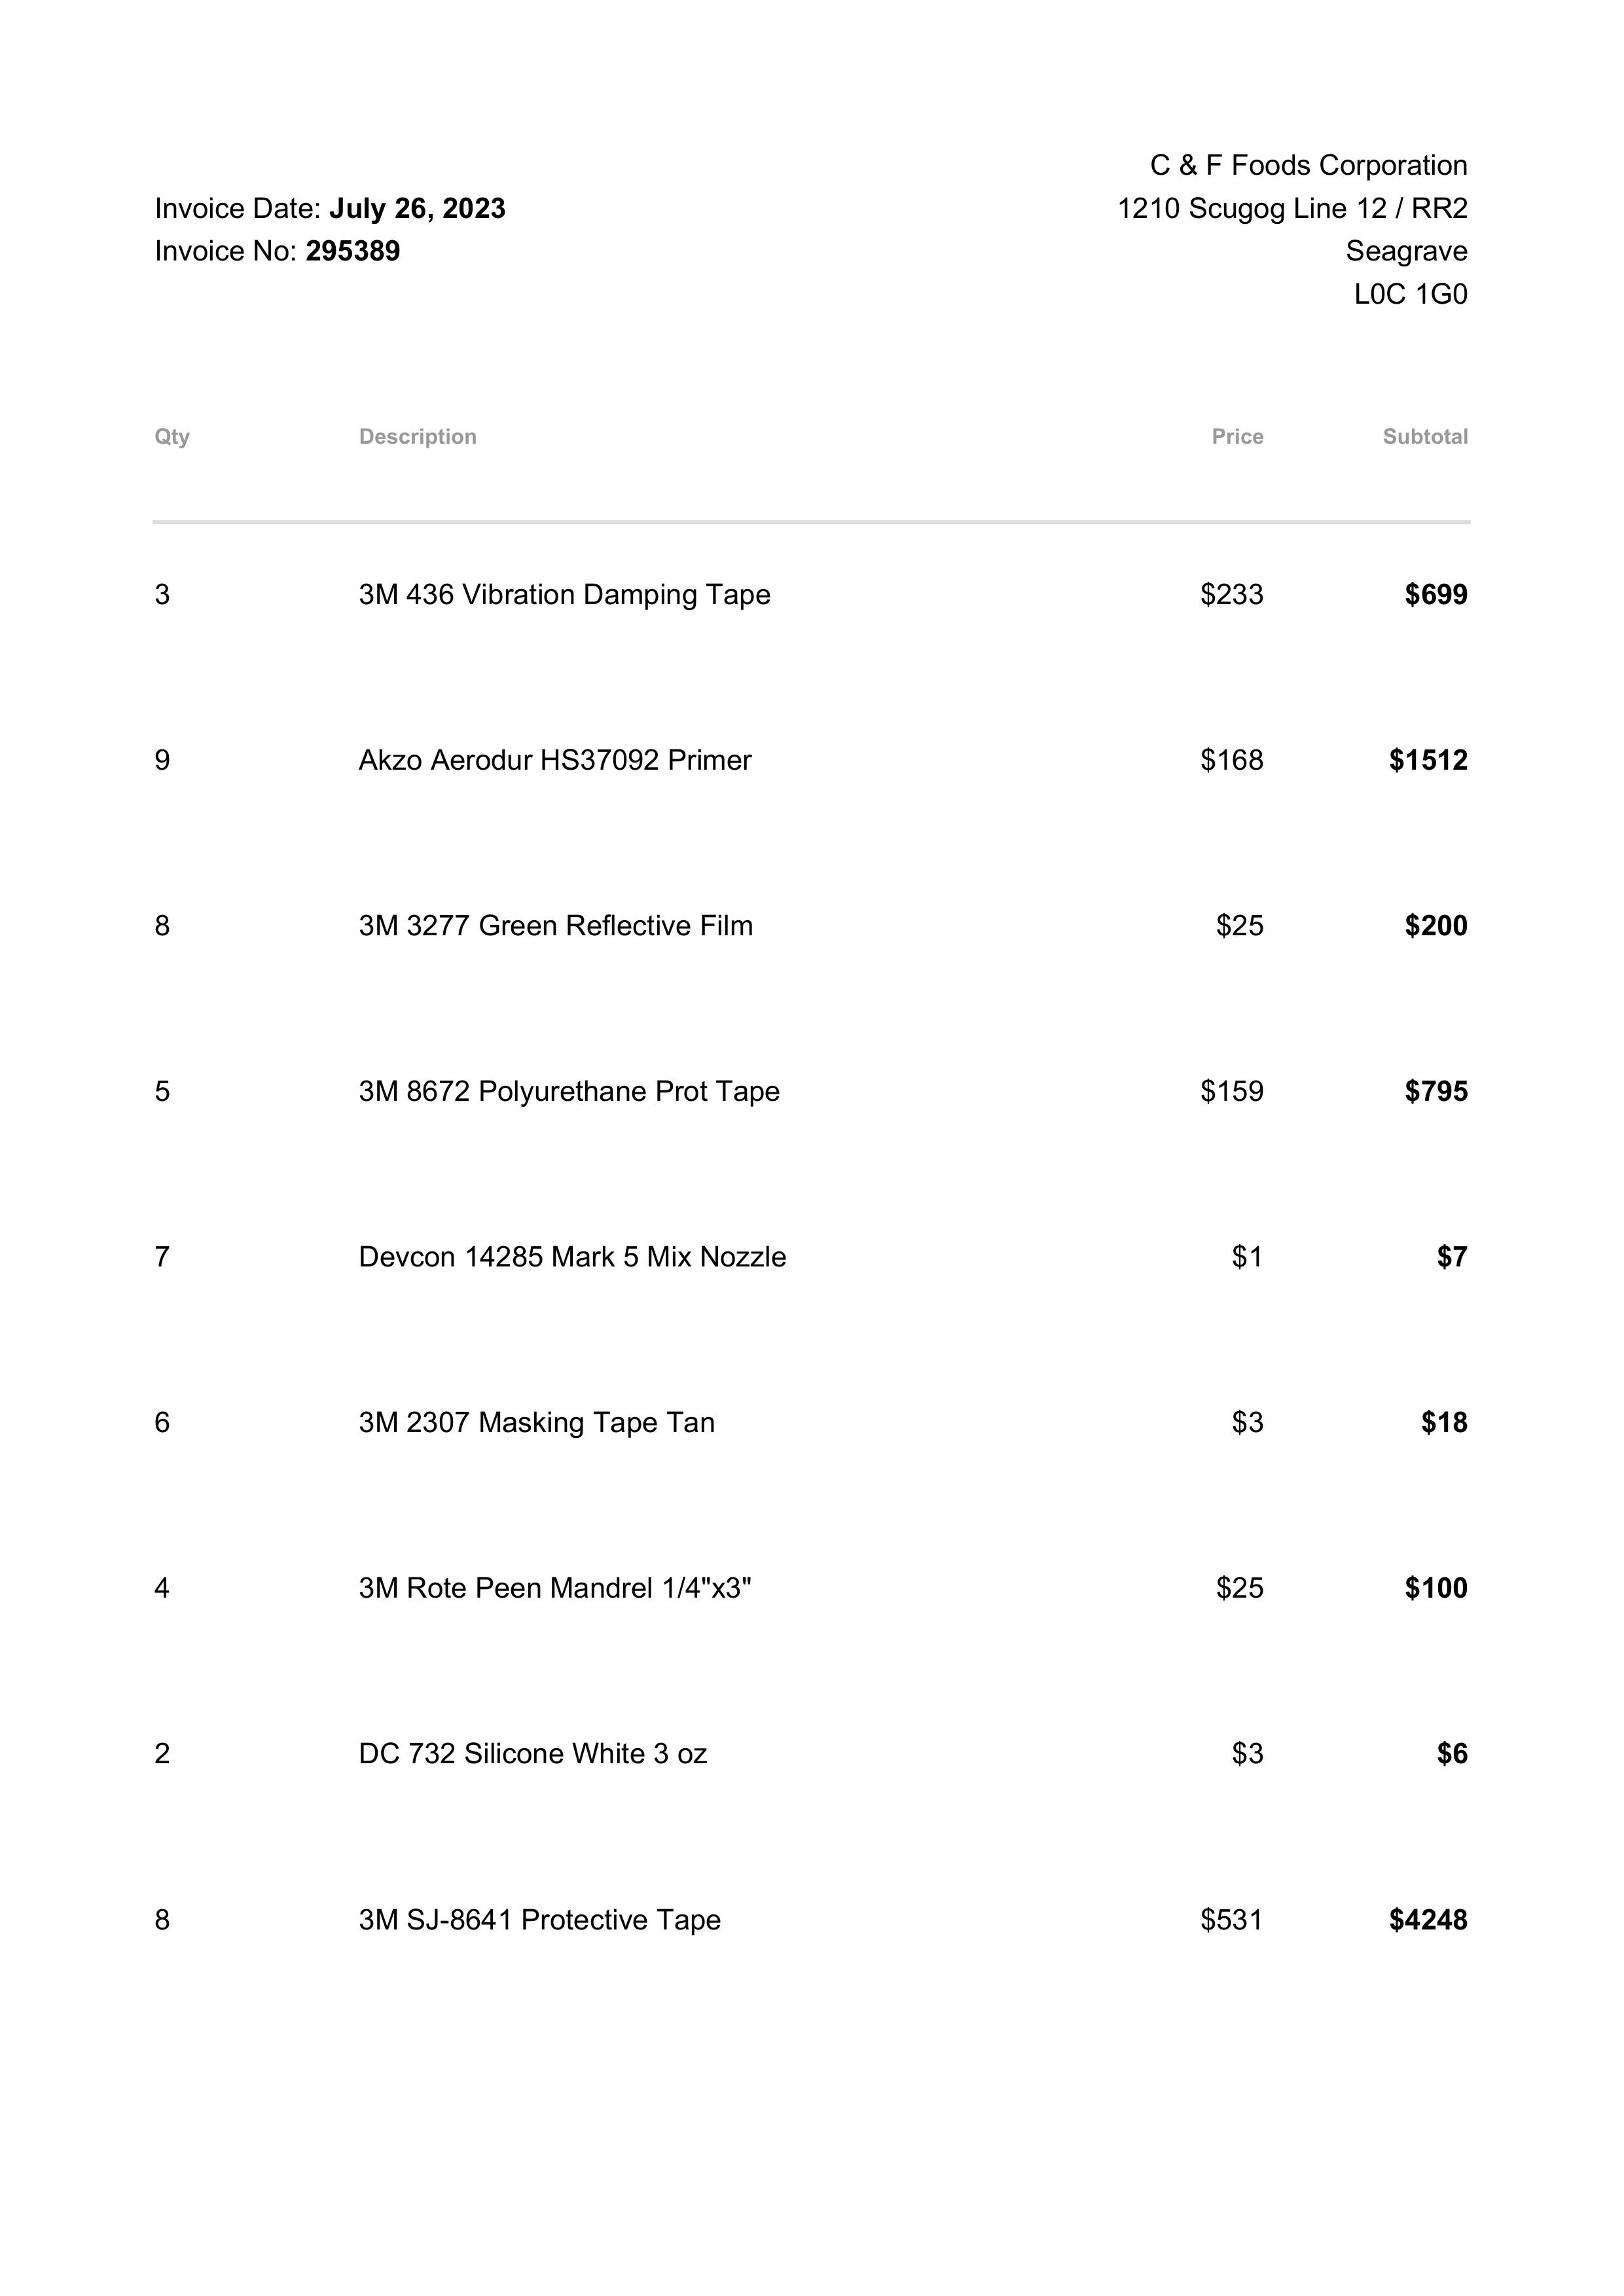 C & F Foods Corporation
Invoice Date: July 26, 2023 1210 Scugog Line 12 / RR2
Invoice No: 295389 Seagrave
L0C 1G0
Qty Description Price Subtotal
3 3M 436 Vibration Damping Tape $233 $699
9 Akzo Aerodur HS37092 Primer $168 $1512
8 3M 3277 Green Reflective Film $25 $200
5 3M 8672 Polyurethane Prot Tape $159 $795
7 Devcon 14285 Mark 5 Mix Nozzle $1 $7
6 3M 2307 Masking Tape Tan $3 $18
4 3M Rote Peen Mandrel 1/4"x3" $25 $100
2 DC 732 Silicone White 3 oz $3 $6
8 3M SJ-8641 Protective Tape $531 $4248